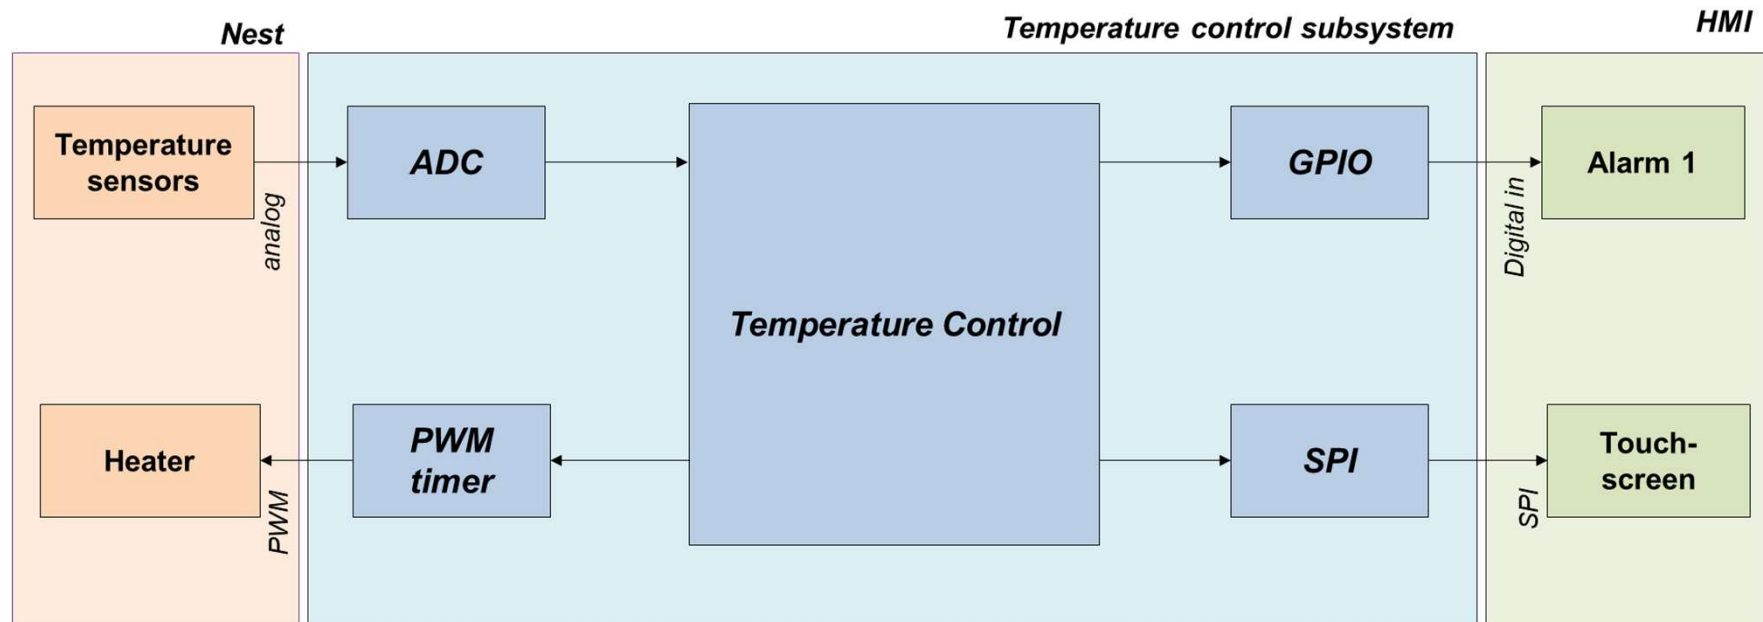 Nest
Temperature control subsystem
HMI
Temperature
sensors
analog
ADC
Temperature Control
GPIO
Digital in
Alarm 1
Heater
PWM
PWM
timer
SPI
SPI
Touch-
screen